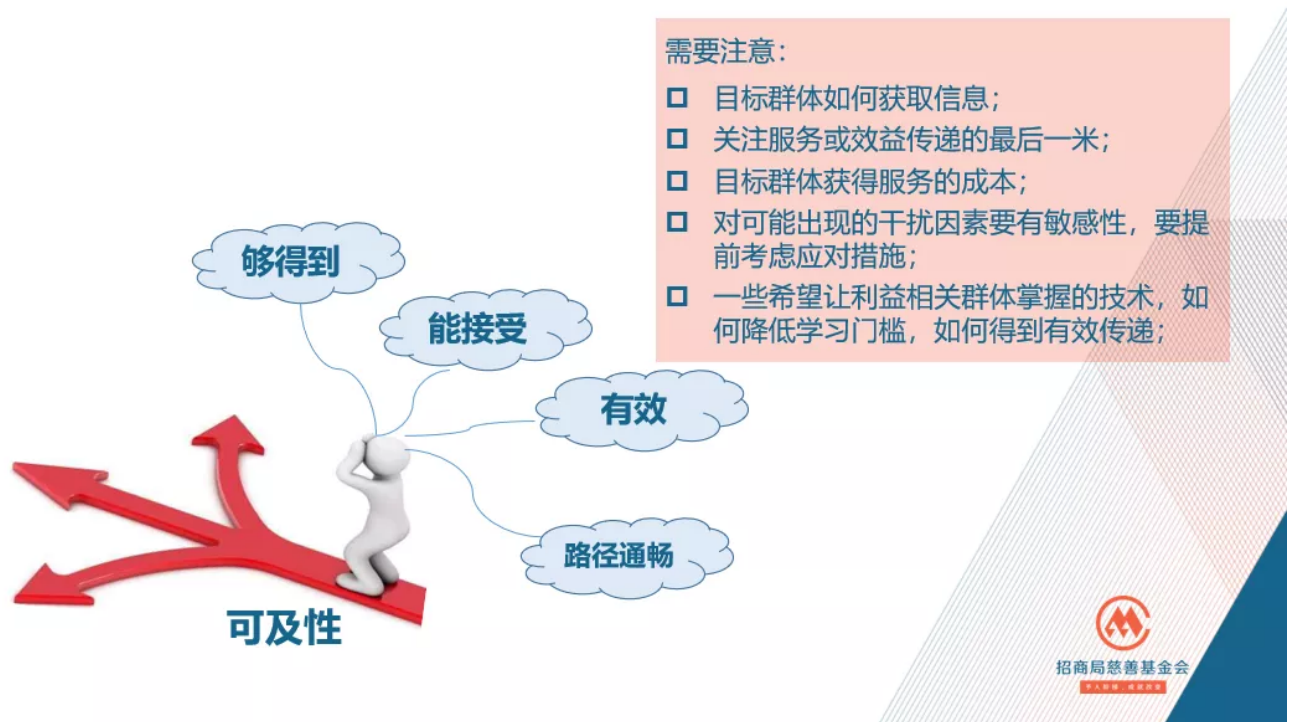 需要注意：
目标群体如何获取信息；
关注服务或效益传递的最后一米；
目标群体获得服务的成本；
对可能出现的干扰因素要有敏感性，要提
前考虑应对措施；
一些希望让利益相关群体掌握的技术，如
何降低学习门槛，如何得到有效传递；
够得到
能接受
有效
路径通畅
可及性
招商局慈善基金会